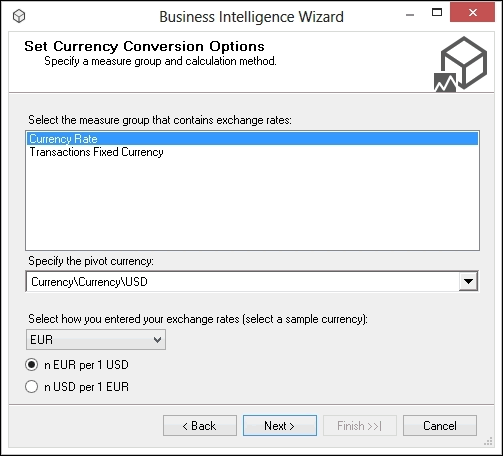 Business Intelligence Wizard
Set Currency Conversion Options
Specify a measure group and calculation method.
Select the measure group that contains exchange rates:
Currency Rate
Transactions Fixed Currency
Specify the pivot currency:
Currency\Currency\USD
Select how you entered your exchange rates (select a sample currency):
EUR
n EUR per 1 USD
n USD per 1 EUR
< Back
Next >
Finish >>|
Cancel